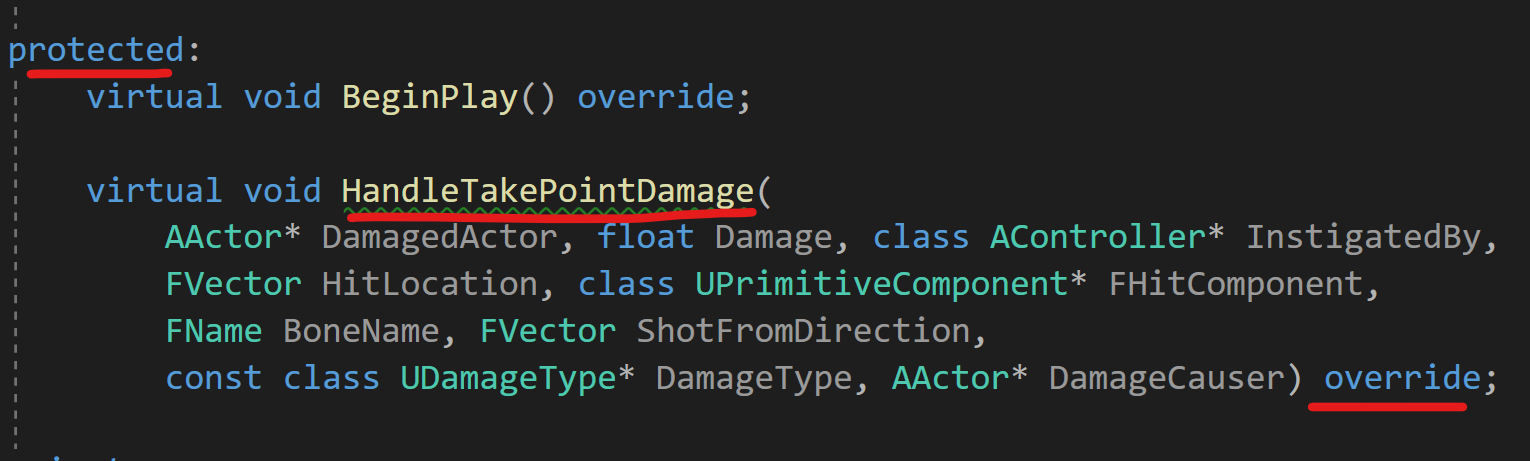 protected:
virtual void BeginPlay() override;
virtual void HandleTakePointDamage(
AActor* DamagedActor, float Damage, class AController* InstigatedBy,
FVector HitLocation, class UPrimitiveComponent* FHitComponent,
FName BoneName, FVector ShotFromDirection,
const class UDamageType* DamageType, AActor* DamageCauser) override;